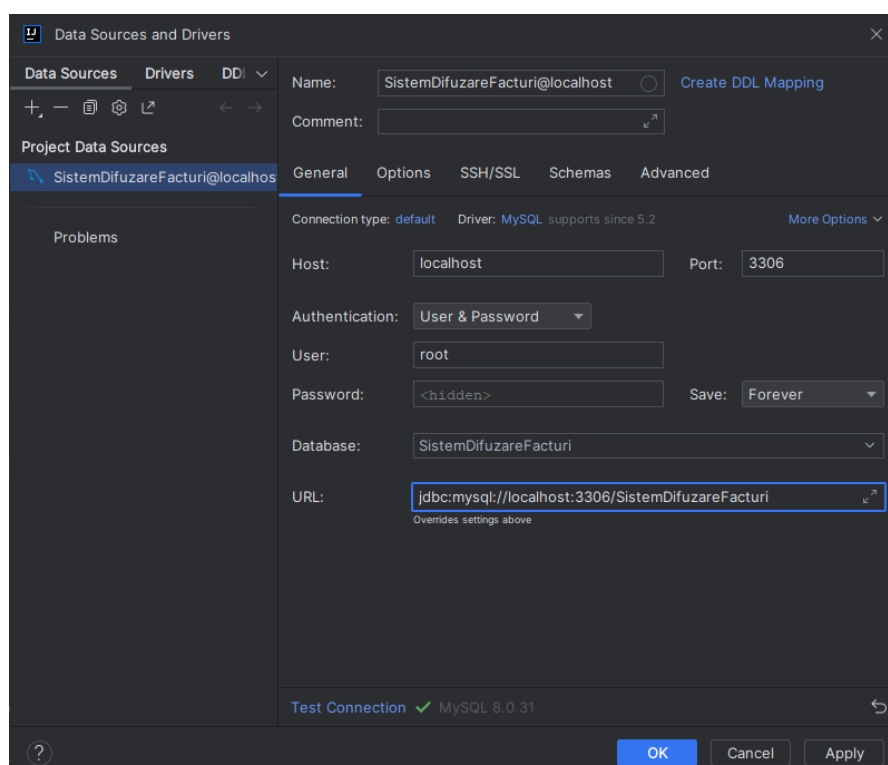 Data Sources and Drivers
Data Sources Drivers DDl
Name: SistemDifuzareFacturi@localhost Create DDL Mapping
Comment:
Project Data Sources
SistemDifuzareFacturi@localhos
General Options SSH/SSL Schemas Advanced
Connection type: default Driver: MySQL supports since 5.2 More Options
Problems
Host: localhost Port: 3306
Authentication: User & Password
User: root
Password: <hidden> Save: Forever
Database: SistemDifuzareFacturi
URL: jdbc:mysql://localhost:3306/SistemDifuzareFacturi
Overrides settings above
Test Connection MySQL 8.0.31
? OK Cancel Apply